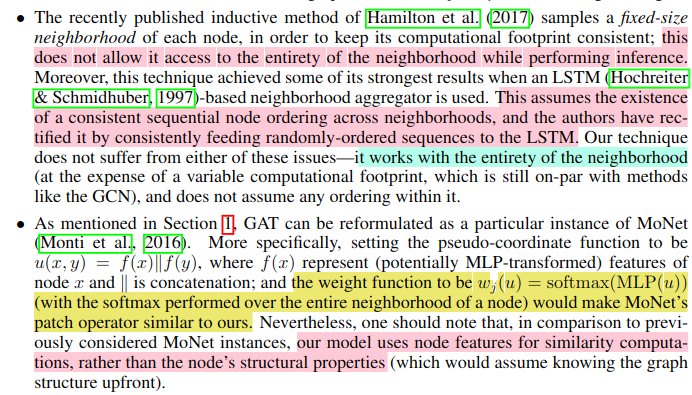 • The recently published inductive method of Hamilton et al. (2017) samples a fixed-size
neighborhood of each node, in order to keep its computational footprint consistent; this
does not allow it access to the entirety of the neighborhood while performing inference.
Moreover, this technique achieved some of its strongest results when an LSTM (Hochreiter
& Schmidhuber, 1997)-based neighborhood aggregator is used. This assumes the existence
of a consistent sequential node ordering across neighborhoods, and the authors have rec-
tified it by consistently feeding randomly-ordered sequences to the LSTM. Our technique
does not suffer from either of these issues—it works with the entirety of the neighborhood
(at the expense of a variable computational footprint, which is still on-par with methods
like the GCN), and does not assume any ordering within it.
• As mentioned in Section 1, GAT can be reformulated as a particular instance of MoNet
(Monti et al., 2016). More specifically, setting the pseudo-coordinate function to be
u(x, y) = f(x)‖f(y), where f(x) represent (potentially MLP-transformed) features of
node x and ‖ is concatenation; and the weight function to be wⱼ(u) = softmax(MLP(u))
(with the softmax performed over the entire neighborhood of a node) would make MoNet's
patch operator similar to ours. Nevertheless, one should note that, in comparison to previ-
ously considered MoNet instances, our model uses node features for similarity computa-
tions, rather than the node's structural properties (which would assume knowing the graph
structure upfront).